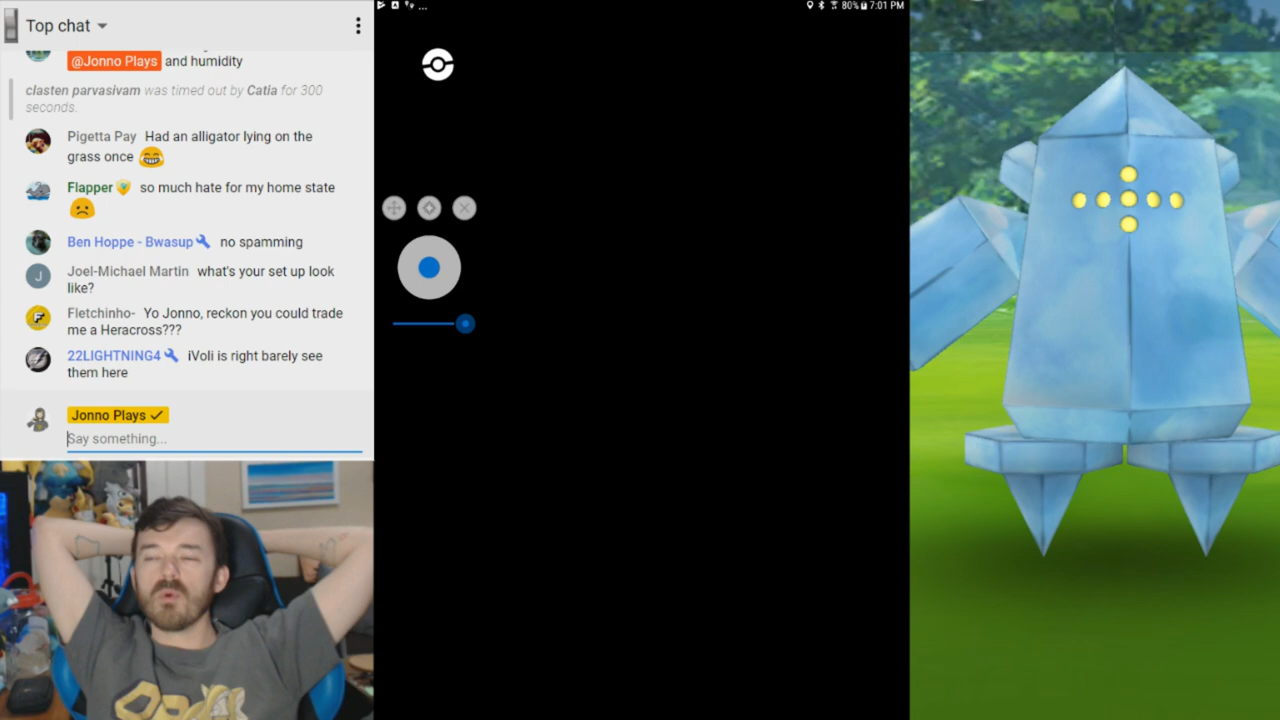 Top chat
@Jonno Plays and humidity
clasten parvasivam was timed out by Catia for 300
seconds.
Pigetta Pay Had an alligator lying on the
grass once
Flapper so much hate for my home state
Ben Hoppe - Bwasup no spamming
J Joel-Michael Martin what's your set up look
like?
Fletchinho- Yo Jonno, reckon you could trade
me a Heracross???
22LIGHTNING4 iVoli is right barely see
them here
Jonno Plays
Say something...
...
80% 7:01 PM